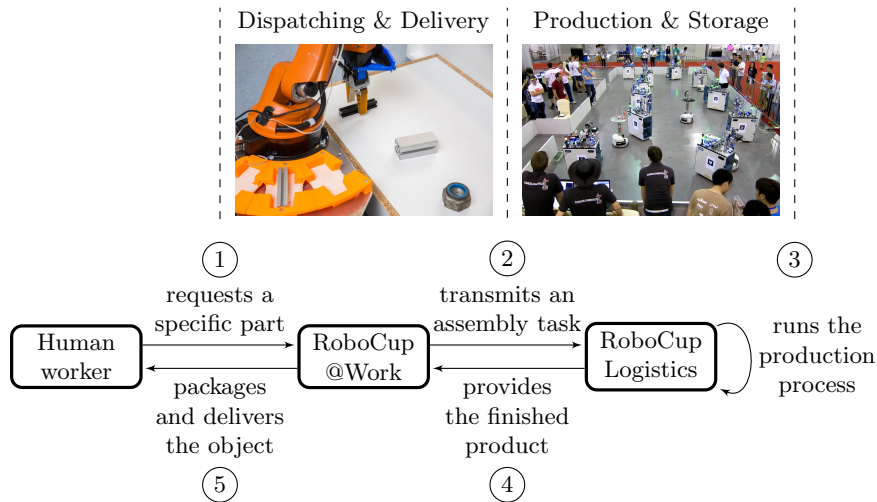 Dispatching & Delivery
Production & Storage
1
2
3
requests a
specific part
transmits an
assembly task
Human
worker
RoboCup
@Work
RoboCup
Logistics
runs the
production
process
packages
and delivers
the object
provides
the finished
product
5
4